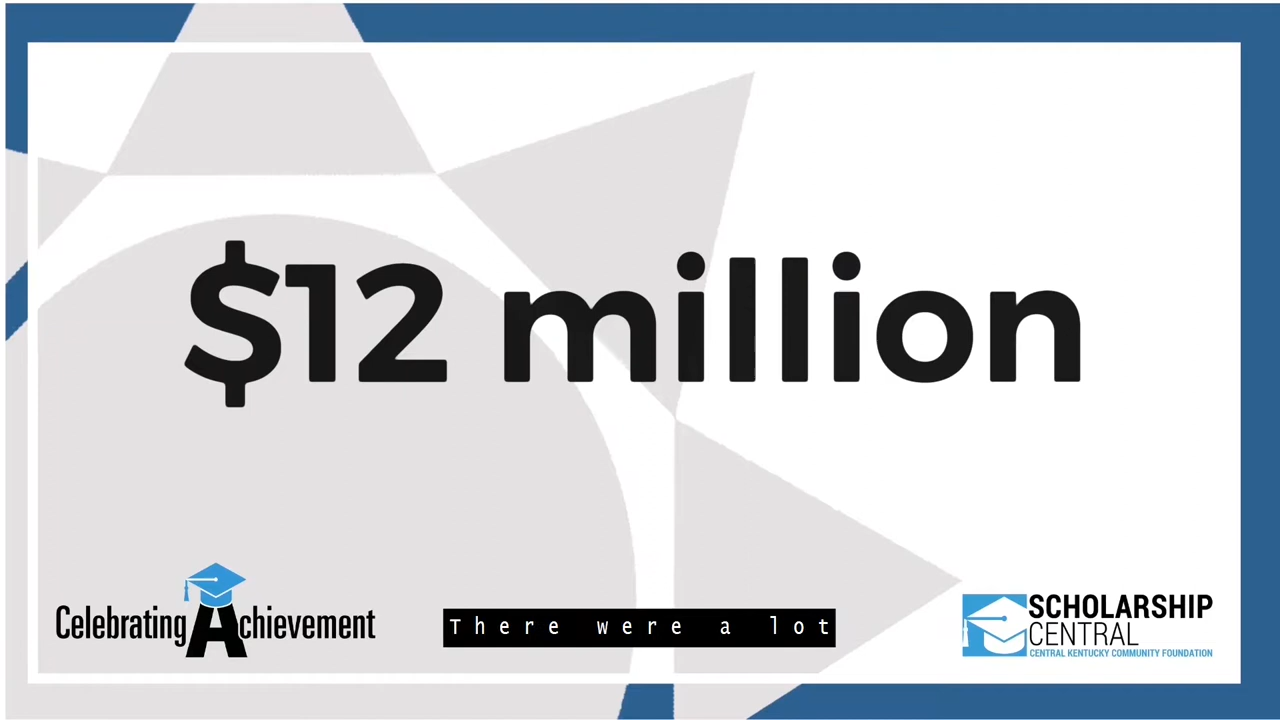 $12 million
Celebrating Achievement
There were a lot
SCHOLARSHIP
CENTRAL
CENTRAL KENTUCKY COMMUNITY FOUNDATION